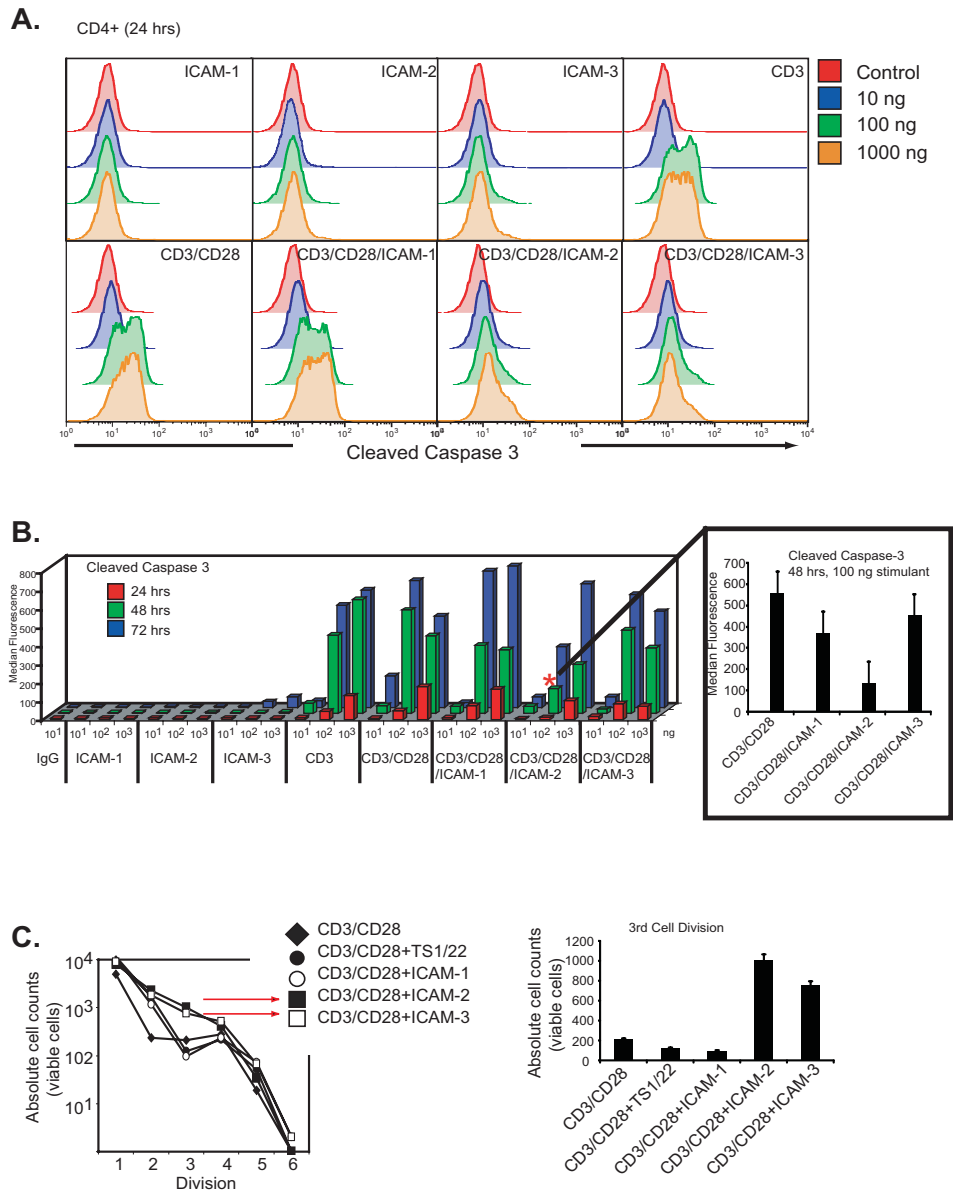 A.
CD4+ (24 hrs)
ICAM-1
ICAM-2
ICAM-3
CD3
Control
10 ng
100 ng
1000 ng
CD3/CD28
CD3/CD28/ICAM-1
CD3/CD28/ICAM-2
CD3/CD28/ICAM-3
10⁰ 10¹ 10² 10³ 10¹ 10² 10³ 10¹ 10² 10³ 10¹ 10² 10³ 10⁴
Cleaved Caspase 3
B.
Cleaved Caspase 3
24 hrs
48 hrs
72 hrs
Median Fluorescence
800
700
600
500
400
300
200
100
0
10¹ 10¹ 10² 10³ 10¹ 10² 10³ 10¹ 10² 10³ 10¹ 10² 10³ 10¹ 10² 10³ 10¹ 10² 10³ 10¹ 10² 10³ 10¹ 10² 10³ ng
IgG ICAM-1 ICAM-2 ICAM-3 CD3 CD3/CD28 CD3/CD28 CD3/CD28 CD3/CD28
/ICAM-1 /ICAM-2 /ICAM-3
*
Cleaved Caspase-3
48 hrs, 100 ng stimulant
Median Fluorescence
700
600
500
400
300
200
100
0
CD3/CD28
CD3/CD28/ICAM-1
CD3/CD28/ICAM-2
CD3/CD28/ICAM-3
C.
CD3/CD28
CD3/CD28+TS1/22
CD3/CD28+ICAM-1
CD3/CD28+ICAM-2
CD3/CD28+ICAM-3
Absolute cell counts
(viable cells)
10⁴
10³
10²
10¹
1 2 3 4 5 6
Division
3rd Cell Division
Absolute cell counts
(viable cells)
1200
1000
800
600
400
200
0
CD3/CD28
CD3/CD28+TS1/22
CD3/CD28+ICAM-1
CD3/CD28+ICAM-2
CD3/CD28+ICAM-3